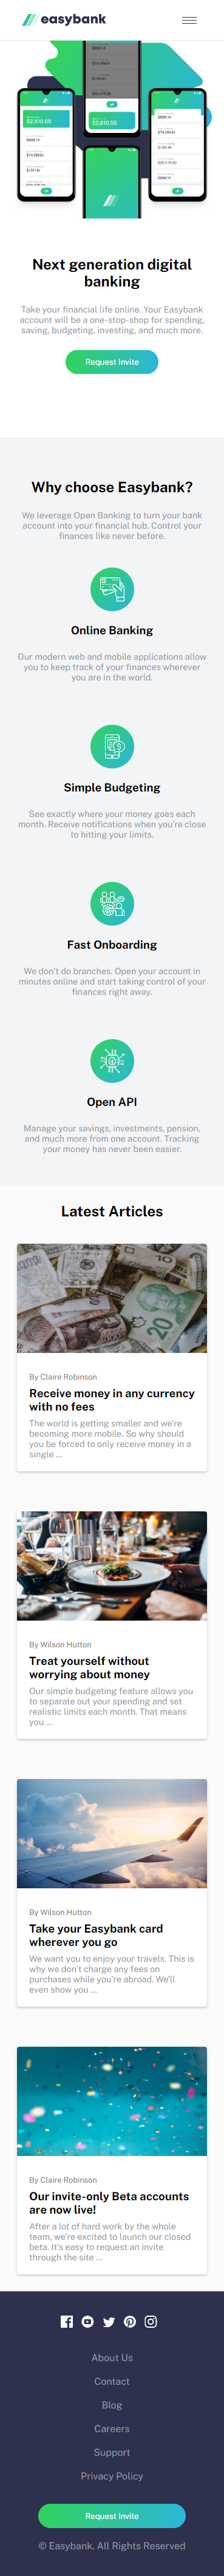 easybank
$2,810.55
$74,059.81
$74,059.81
Next generation digital
banking
Take your financial life online. Your Easybank
account will be a one-stop-shop for spending,
saving, budgeting, investing, and much more.
Request Invite
Why choose Easybank?
We leverage Open Banking to turn your bank
account into your financial hub. Control your
finances like never before.
Online Banking
Our modern web and mobile applications allow
you to keep track of your finances wherever
you are in the world.
Simple Budgeting
See exactly where your money goes each
month. Receive notifications when you're close
to hitting your limits.
Fast Onboarding
We don't do branches. Open your account in
minutes online and start taking control of your
finances right away.
Open API
Manage your savings, investments, pension,
and much more from one account. Tracking
your money has never been easier.
Latest Articles
By Claire Robinson
Receive money in any currency
with no fees
The world is getting smaller and we're
becoming more mobile. So why should
you be forced to only receive money in a
single ...
By Wilson Hutton
Treat yourself without
worrying about money
Our simple budgeting feature allows you
to separate out your spending and set
realistic limits each month. That means
you ...
By Wilson Hutton
Take your Easybank card
wherever you go
We want you to enjoy your travels. This is
why we don't charge any fees on
purchases while you're abroad. We'll
even show you ...
By Claire Robinson
Our invite-only Beta accounts
are now live!
After a lot of hard work by the whole
team, we're excited to launch our closed
beta. It's easy to request an invite
through the site ...
About Us
Contact
Blog
Careers
Support
Privacy Policy
Request Invite
© Easybank. All Rights Reserved